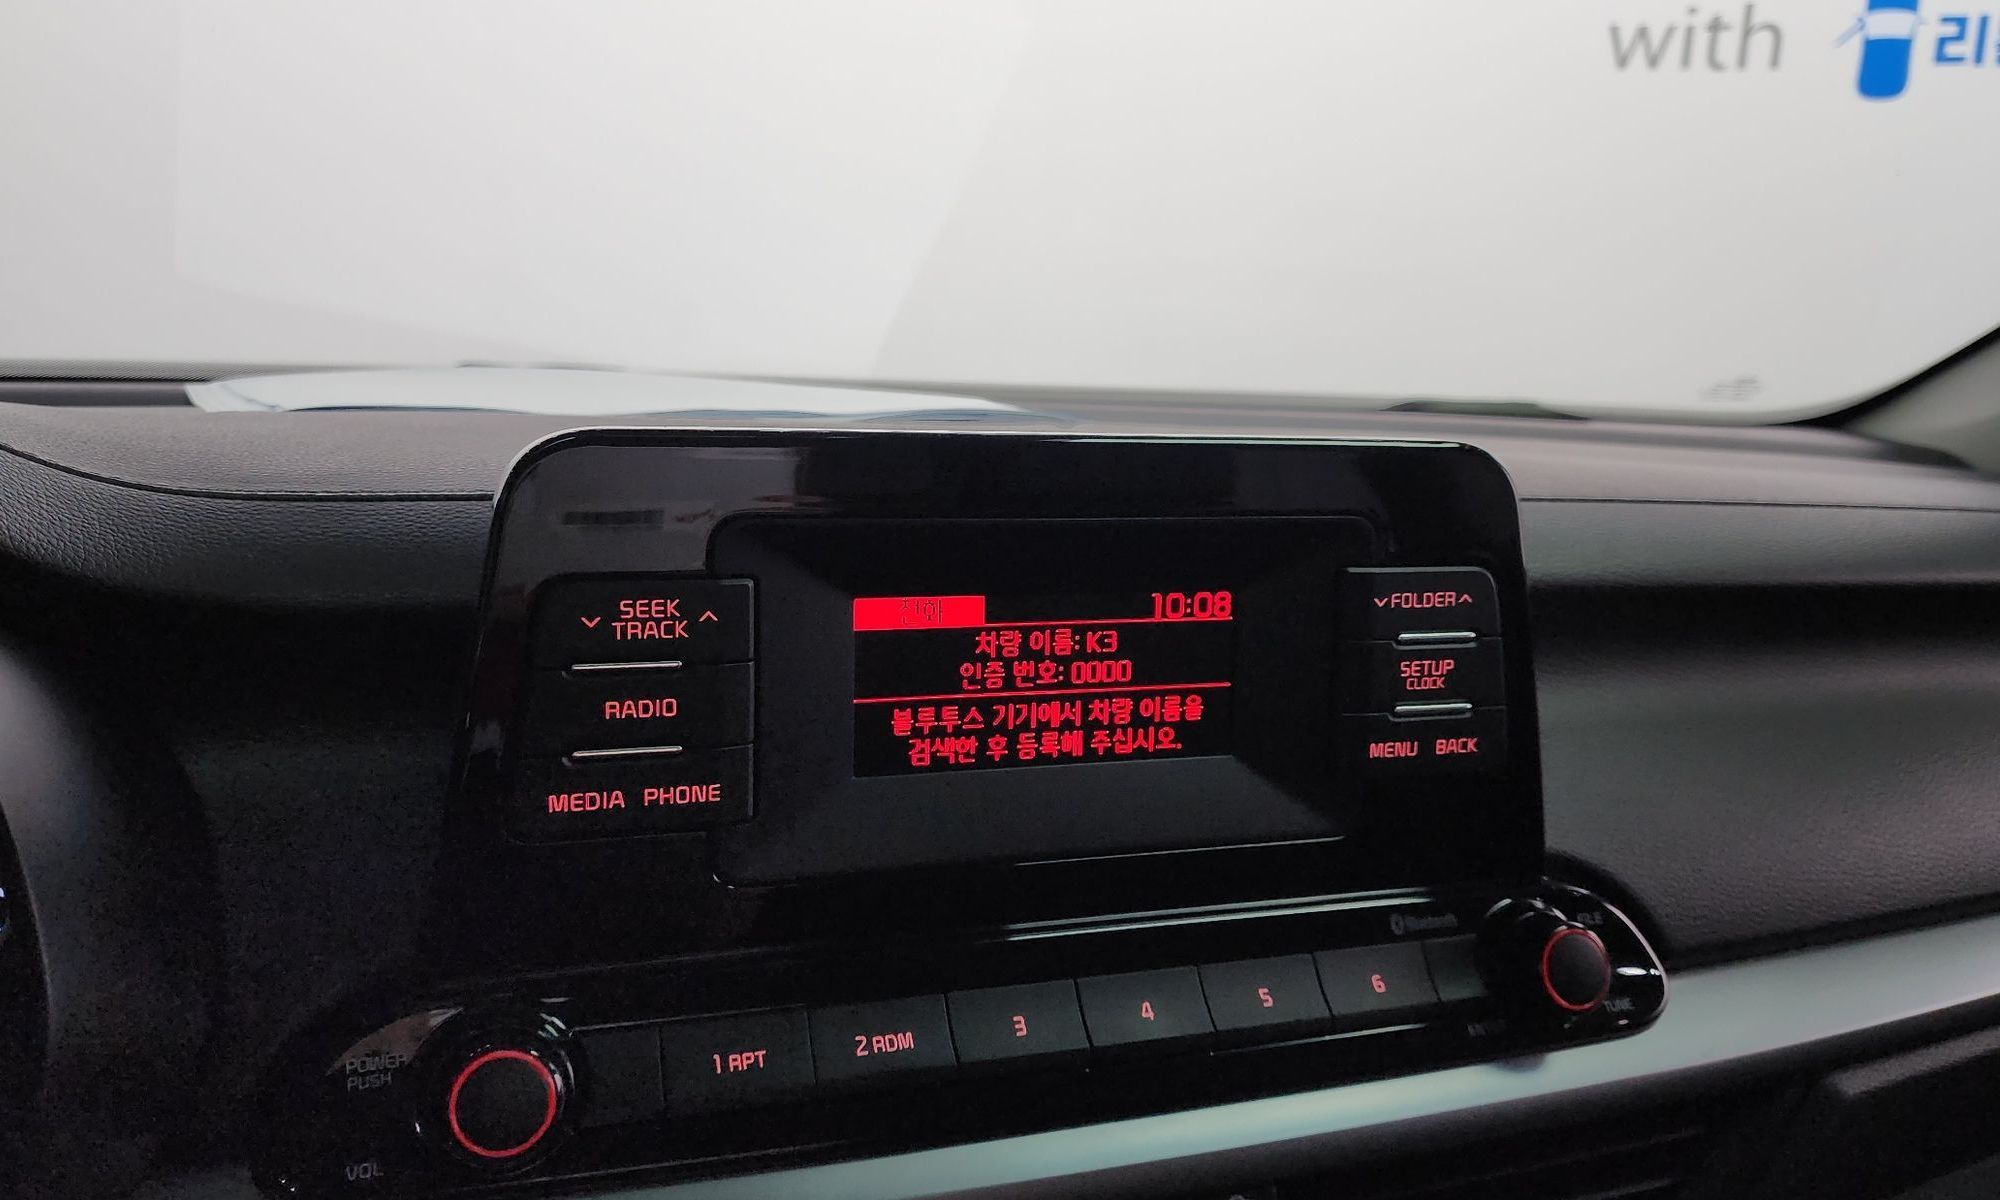 with
SEEK
TRACK
RADIO
MEDIA PHONE
전화 10:08
차량 이름: K3
인증 번호: 0000
블루투스 기기에서 차량 이름을
검색한 후 등록해 주십시오.
FOLDER
SETUP
CLOCK
MENU BACK
Bluetooth
FILE
TUNE
POWER
PUSH
VOL
1 RPT
2 RDM
3
4
5
6